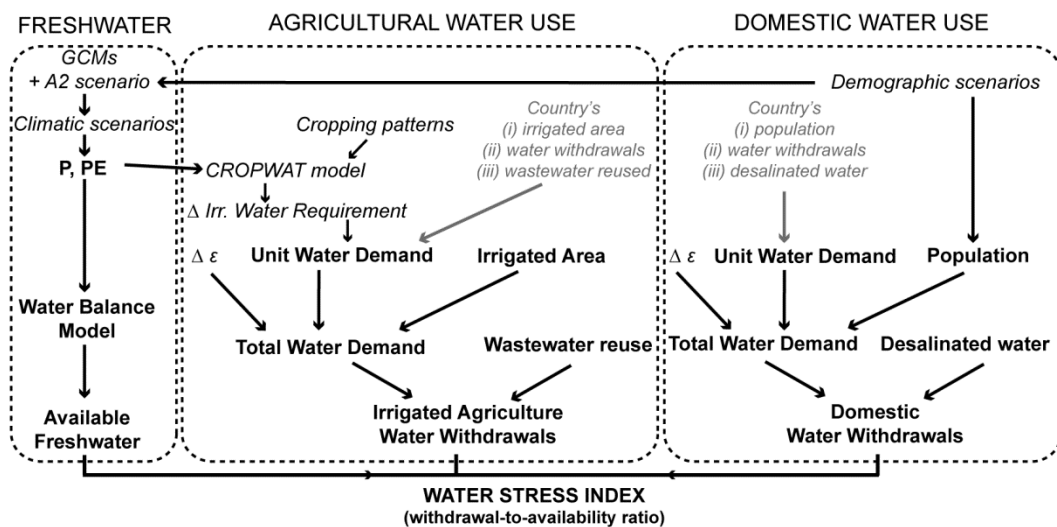 FRESHWATER
GCMs
+ A2 scenario
Climatic scenarios
P, PE
Water Balance
Model
Available
Freshwater
AGRICULTURAL WATER USE
Cropping patterns
CROPWAT model
Δ Irr. Water Requirement
Country's
(i) irrigated area
(ii) water withdrawals
(iii) wastewater reused
Δ ε
Unit Water Demand
Irrigated Area
Total Water Demand
Wastewater reuse
Irrigated Agriculture
Water Withdrawals
DOMESTIC WATER USE
Demographic scenarios
Country's
(i) population
(ii) water withdrawals
(iii) desalinated water
Δ ε
Unit Water Demand
Population
Total Water Demand
Desalinated water
Domestic
Water Withdrawals
WATER STRESS INDEX
(withdrawal-to-availability ratio)